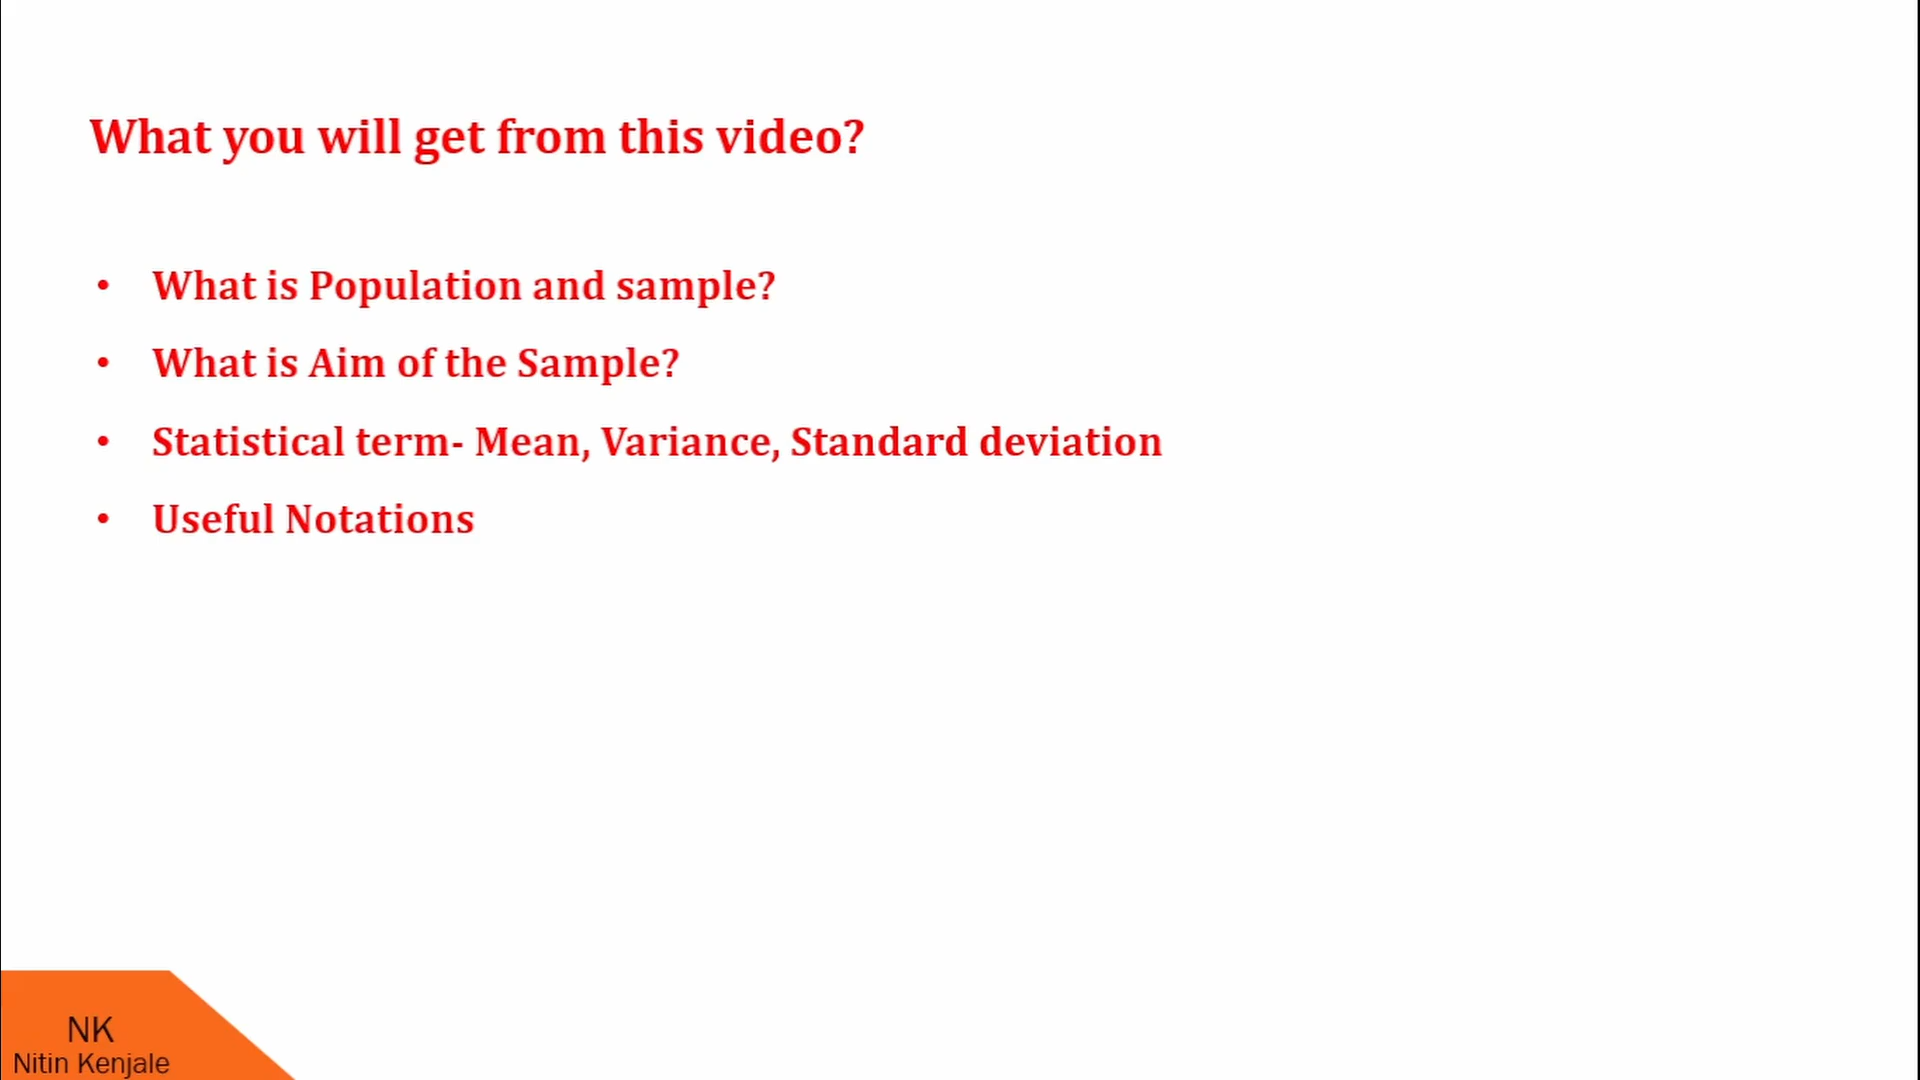 What you will get from this video?
• What is Population and sample?
• What is Aim of the Sample?
• Statistical term- Mean, Variance, Standard deviation
• Useful Notations
NK
Nitin Kenjale